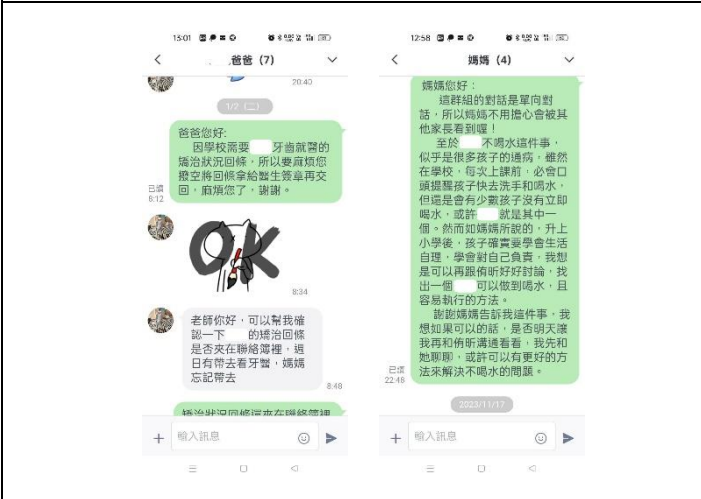 13:01
爸爸 (7)
20:40
1/2 (二)
爸爸您好:
因學校需要 牙齒就醫的
矯治狀況回條，所以要麻煩您
撥空將回條拿給醫生簽章再交
回，麻煩您了，謝謝。
已讀
8:12
OK
8:34
老師你好，可以幫我確
認一下 的矯治回條
是否夾在聯絡簿裡，週
日有帶去看牙醫，媽媽
忘記帶去
8:48
矯治狀況回條這夾在聯絡簿裡
輸入訊息
12:58
媽媽 (4)
媽媽您好：
這群組的對話是單向對
話，所以媽媽不用擔心會被其
他家長看到喔！
至於 不喝水這件事，
似乎是很多孩子的通病，雖然
在學校，每次上課前，必會口
頭提醒孩子快去洗手和喝水，
但還是會有少數孩子沒有立即
喝水，或許 就是其中一
個。然而如媽媽所說的，升上
小學後，孩子確實要學會生活
自理，學會對自己負責，我想
是可以再跟侑昕好好討論，找
出一個 可以做到喝水，且
容易執行的方法。
謝謝媽媽告訴我這件事，我
想如果可以的話，是否明天讓
我再和侑昕溝通看看，我先和
她聊聊，或許可以有更好的方
法來解決不喝水的問題。
已讀
22:48
2023/11/17
輸入訊息